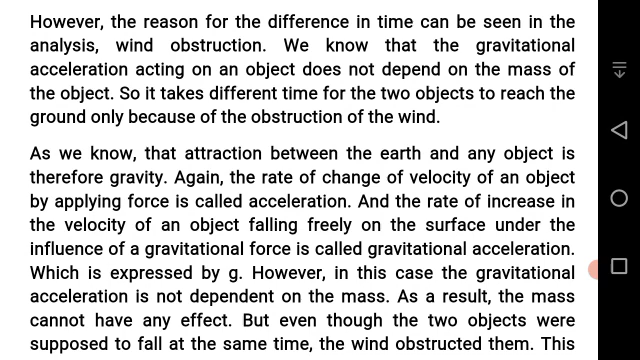 However, the reason for the difference in time can be seen in the
analysis, wind obstruction. We know that the gravitational
acceleration acting on an object does not depend on the mass of
the object. So it takes different time for the two objects to reach the
ground only because of the obstruction of the wind.
As we know, that attraction between the earth and any object is
therefore gravity. Again, the rate of change of velocity of an object
by applying force is called acceleration. And the rate of increase in
the velocity of an object falling freely on the surface under the
influence of a gravitational force is called gravitational acceleration.
Which is expressed by g. However, in this case the gravitational
acceleration is not dependent on the mass. As a result, the mass
cannot have any effect. But even though the two objects were
supposed to fall at the same time, the wind obstructed them. This